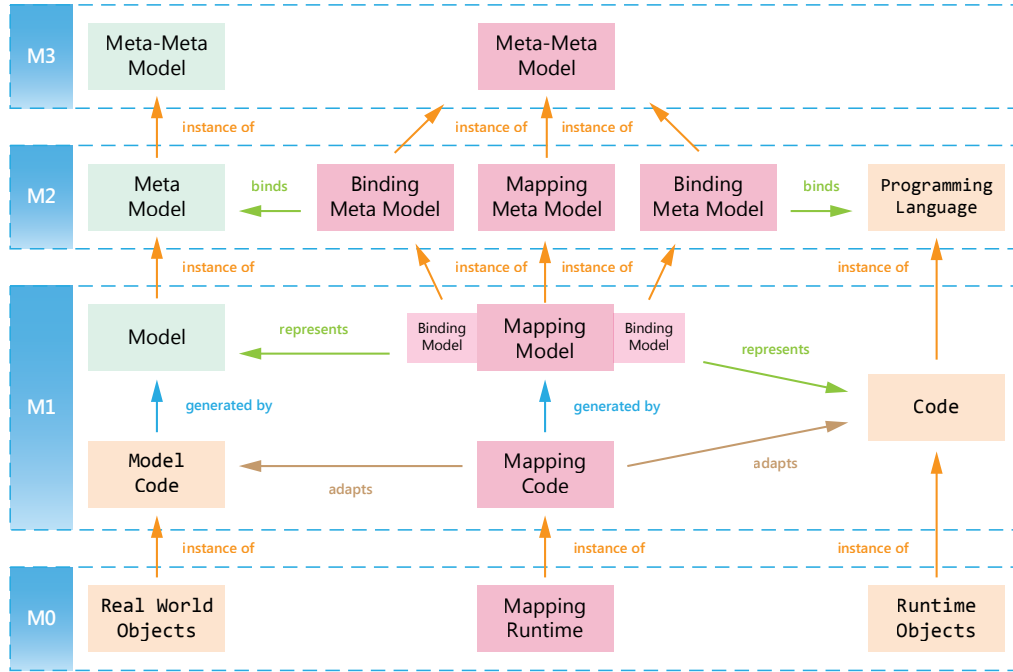 M3
Meta-Meta
Model
Meta-Meta
Model
instance of
instance of
instance of
M2
Meta
Model
binds
Binding
Meta Model
Mapping
Meta Model
Binding
Meta Model
binds
Programming
Language
instance of
instance of
instance of
instance of
M1
Model
represents
Binding
Model
Mapping
Model
Binding
Model
represents
generated by
generated by
Code
Model
Code
adapts
Mapping
Code
adapts
instance of
instance of
instance of
M0
Real World
Objects
Mapping
Runtime
Runtime
Objects